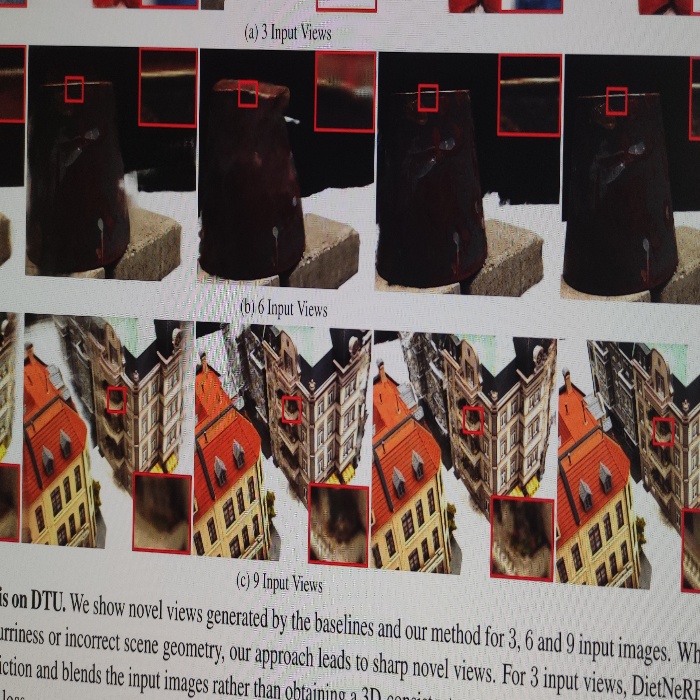 (a) 3 Input Views
(b) 6 Input Views
(c) 9 Input Views
is on DTU. We show novel views generated by the baselines and our method for 3, 6 and 9 input images. Wh
urriness or incorrect scene geometry, our approach leads to sharp novel views. For 3 input views, DietNeR
iction and blends the input images rather than obtaining a 3D
loss